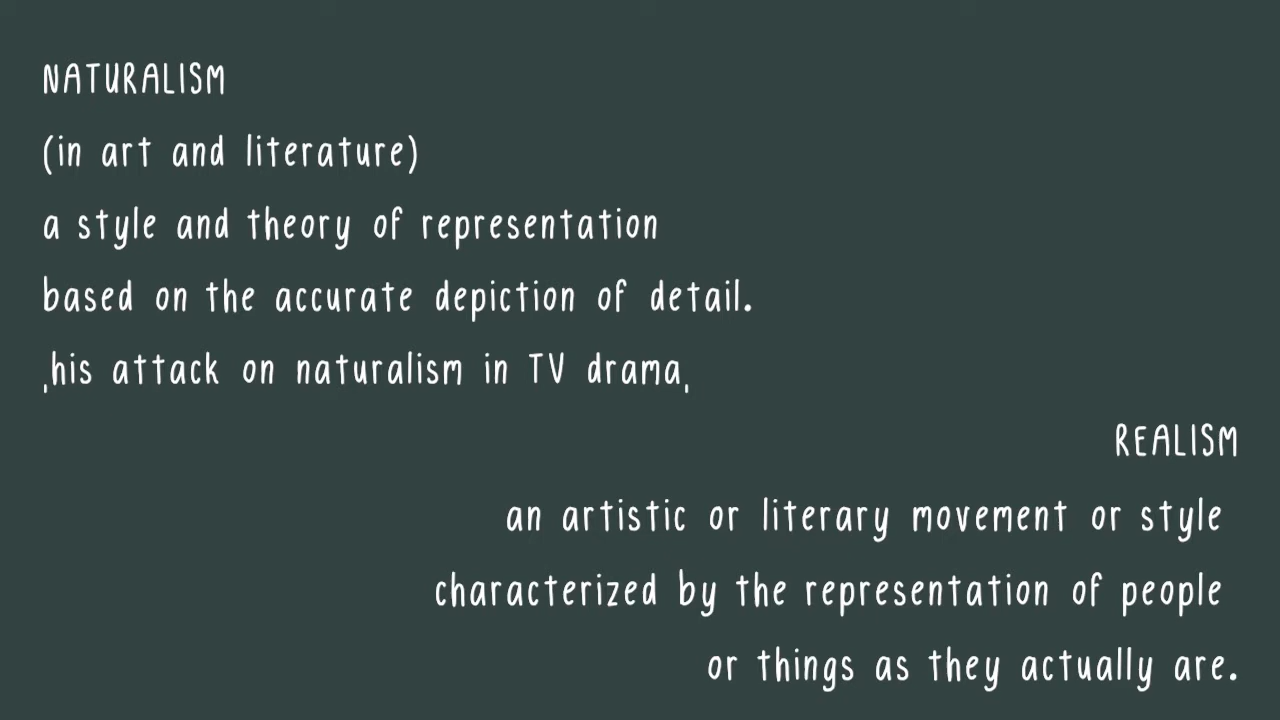 NATURALISM
(in art and literature)
a style and theory of representation
based on the accurate depiction of detail.
‚his attack on naturalism in TV drama‚
REALISM
an artistic or literary movement or style
characterized by the representation of people
or things as they actually are.